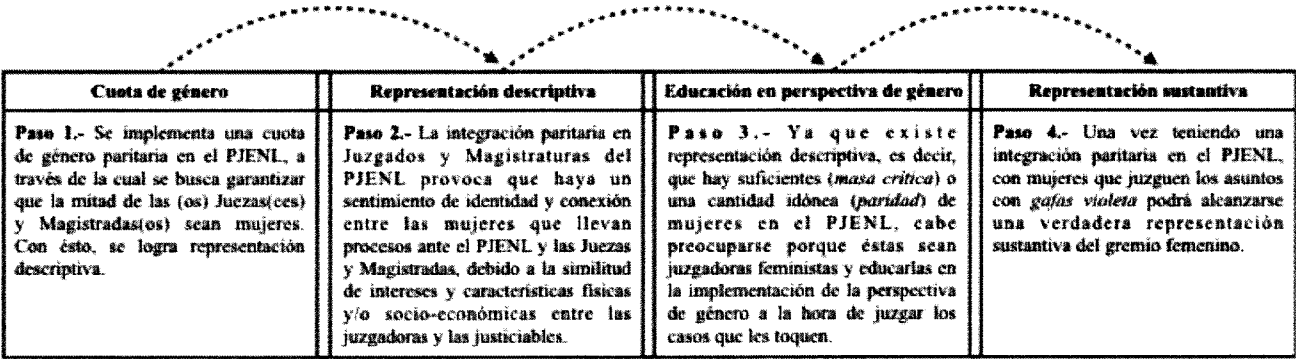 Cuota de género
Paso 1.- Se implementa una cuota
de género paritaria en el PJENL, a
través de la cual se busca garantizar
que la mitad de las (os) Juezas(ces)
y Magistradas(os) sean mujeres.
Con ésto, se logra representación
descriptiva.
Representación descriptiva
Paso 2.- La integración paritaria en
Juzgados y Magistraturas del
PJENL provoca que haya un
sentimiento de identidad y conexión
entre las mujeres que llevan
procesos ante el PJENL y las Juezas
y Magistradas, debido a la similitud
de intereses y características físicas
y/o socio-económicas entre las
juzgadoras y las justiciables.
Educación en perspectiva de género
Paso 3.- Ya que existe
representación descriptiva, es decir,
que hay suficientes (masa crítica) o
una cantidad idónea (paridad) de
mujeres en el PJENL, cabe
preocuparse porque éstas sean
juzgadoras feministas y educarlas en
la implementación de la perspectiva
de género a la hora de juzgar los
casos que les toquen.
Representación sustantiva
Paso 4.- Una vez teniendo una
integración paritaria en el PJENL,
con mujeres que juzguen los asuntos
con gafas violeta podrá alcanzarse
una verdadera representación
sustantiva del gremio femenino.